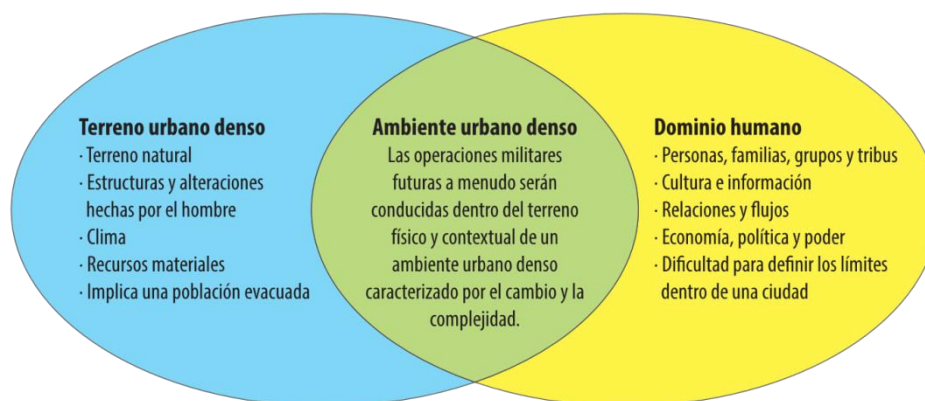 Terreno urbano denso
· Terreno natural
· Estructuras y alteraciones
hechas por el hombre
· Clima
· Recursos materiales
· Implica una población evacuada
Ambiente urbano denso
Las operaciones militares
futuras a menudo serán
conducidas dentro del terreno
físico y contextual de un
ambiente urbano denso
caracterizado por el cambio y la
complejidad.
Dominio humano
· Personas, familias, grupos y tribus
· Cultura e información
· Relaciones y flujos
· Economía, política y poder
· Dificultad para definir los límites
dentro de una ciudad